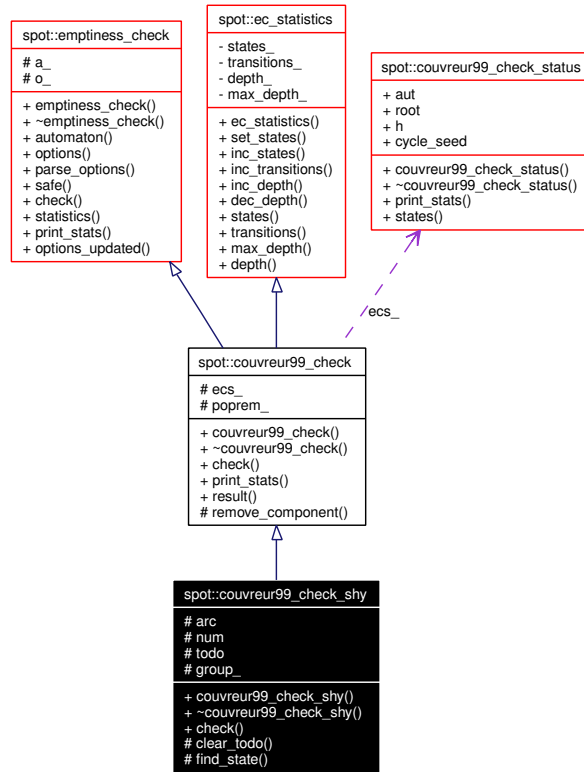 spot::emptiness_check
# a_
# o_
+ emptiness_check()
+ ~emptiness_check()
+ automaton()
+ options()
+ parse_options()
+ safe()
+ check()
+ statistics()
+ print_stats()
+ options_updated()
spot::ec_statistics
- states_
- transitions_
- depth_
- max_depth_
+ ec_statistics()
+ set_states()
+ inc_states()
+ inc_transitions()
+ inc_depth()
+ dec_depth()
+ states()
+ transitions()
+ max_depth()
+ depth()
spot::couvreur99_check_status
+ aut
+ root
+ h
+ cycle_seed
+ couvreur99_check_status()
+ ~couvreur99_check_status()
+ print_stats()
+ states()
ecs_
spot::couvreur99_check
# ecs_
# poprem_
+ couvreur99_check()
+ ~couvreur99_check()
+ check()
+ print_stats()
+ result()
# remove_component()
spot::couvreur99_check_shy
# arc
# num
# todo
# group_
+ couvreur99_check_shy()
+ ~couvreur99_check_shy()
+ check()
# clear_todo()
# find_state()